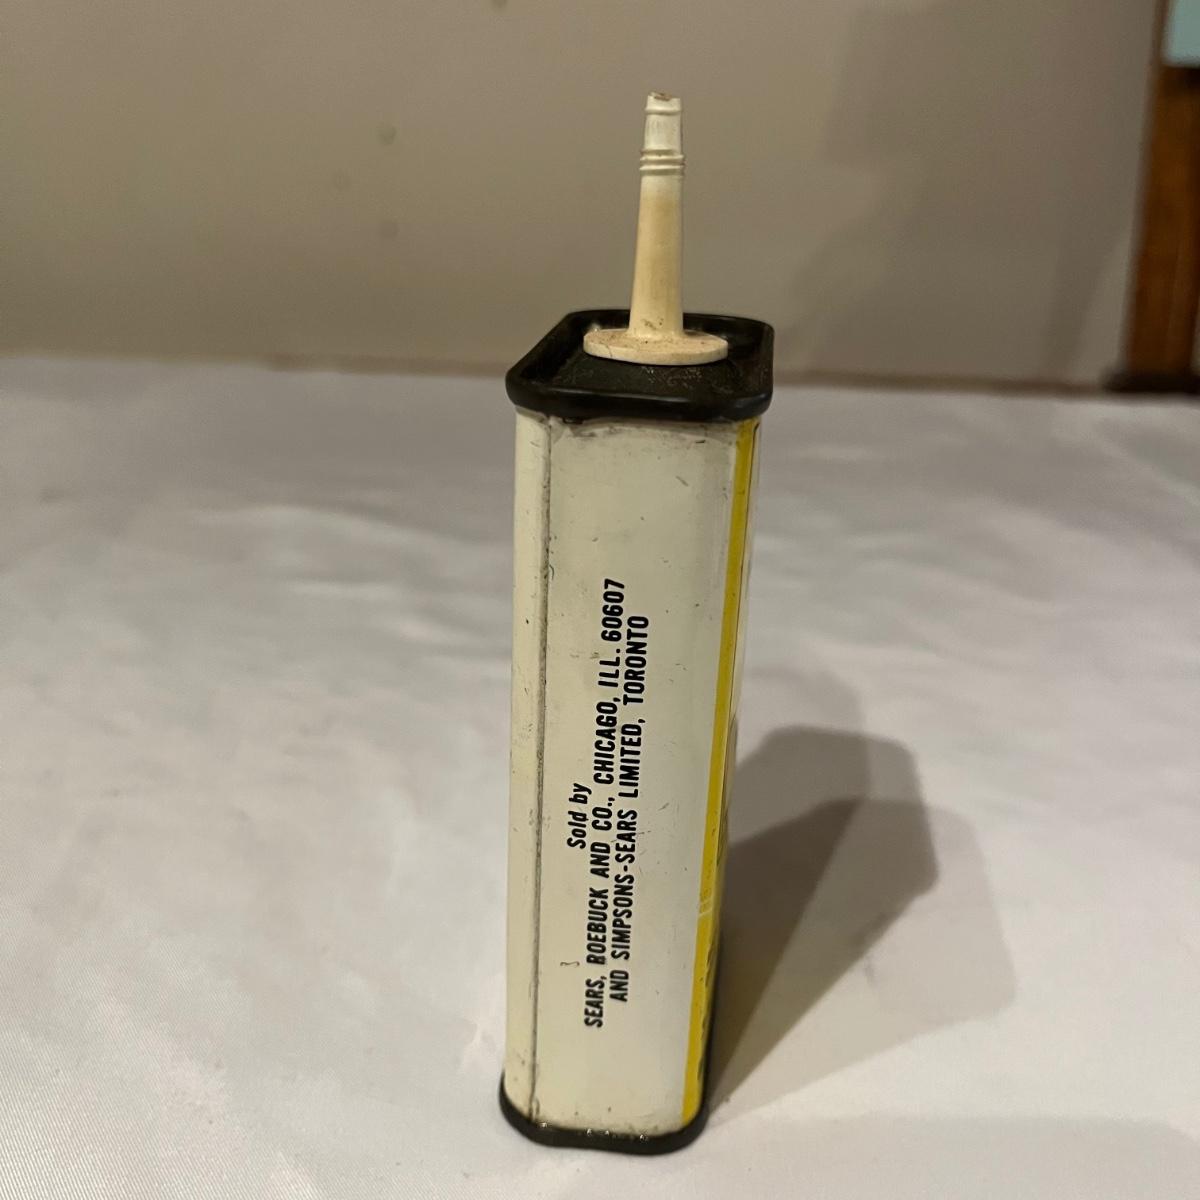 Sold by
SEARS, ROEBUCK AND CO., CHICAGO, ILL. 60607
AND SIMPSONS-SEARS LIMITED, TORONTO